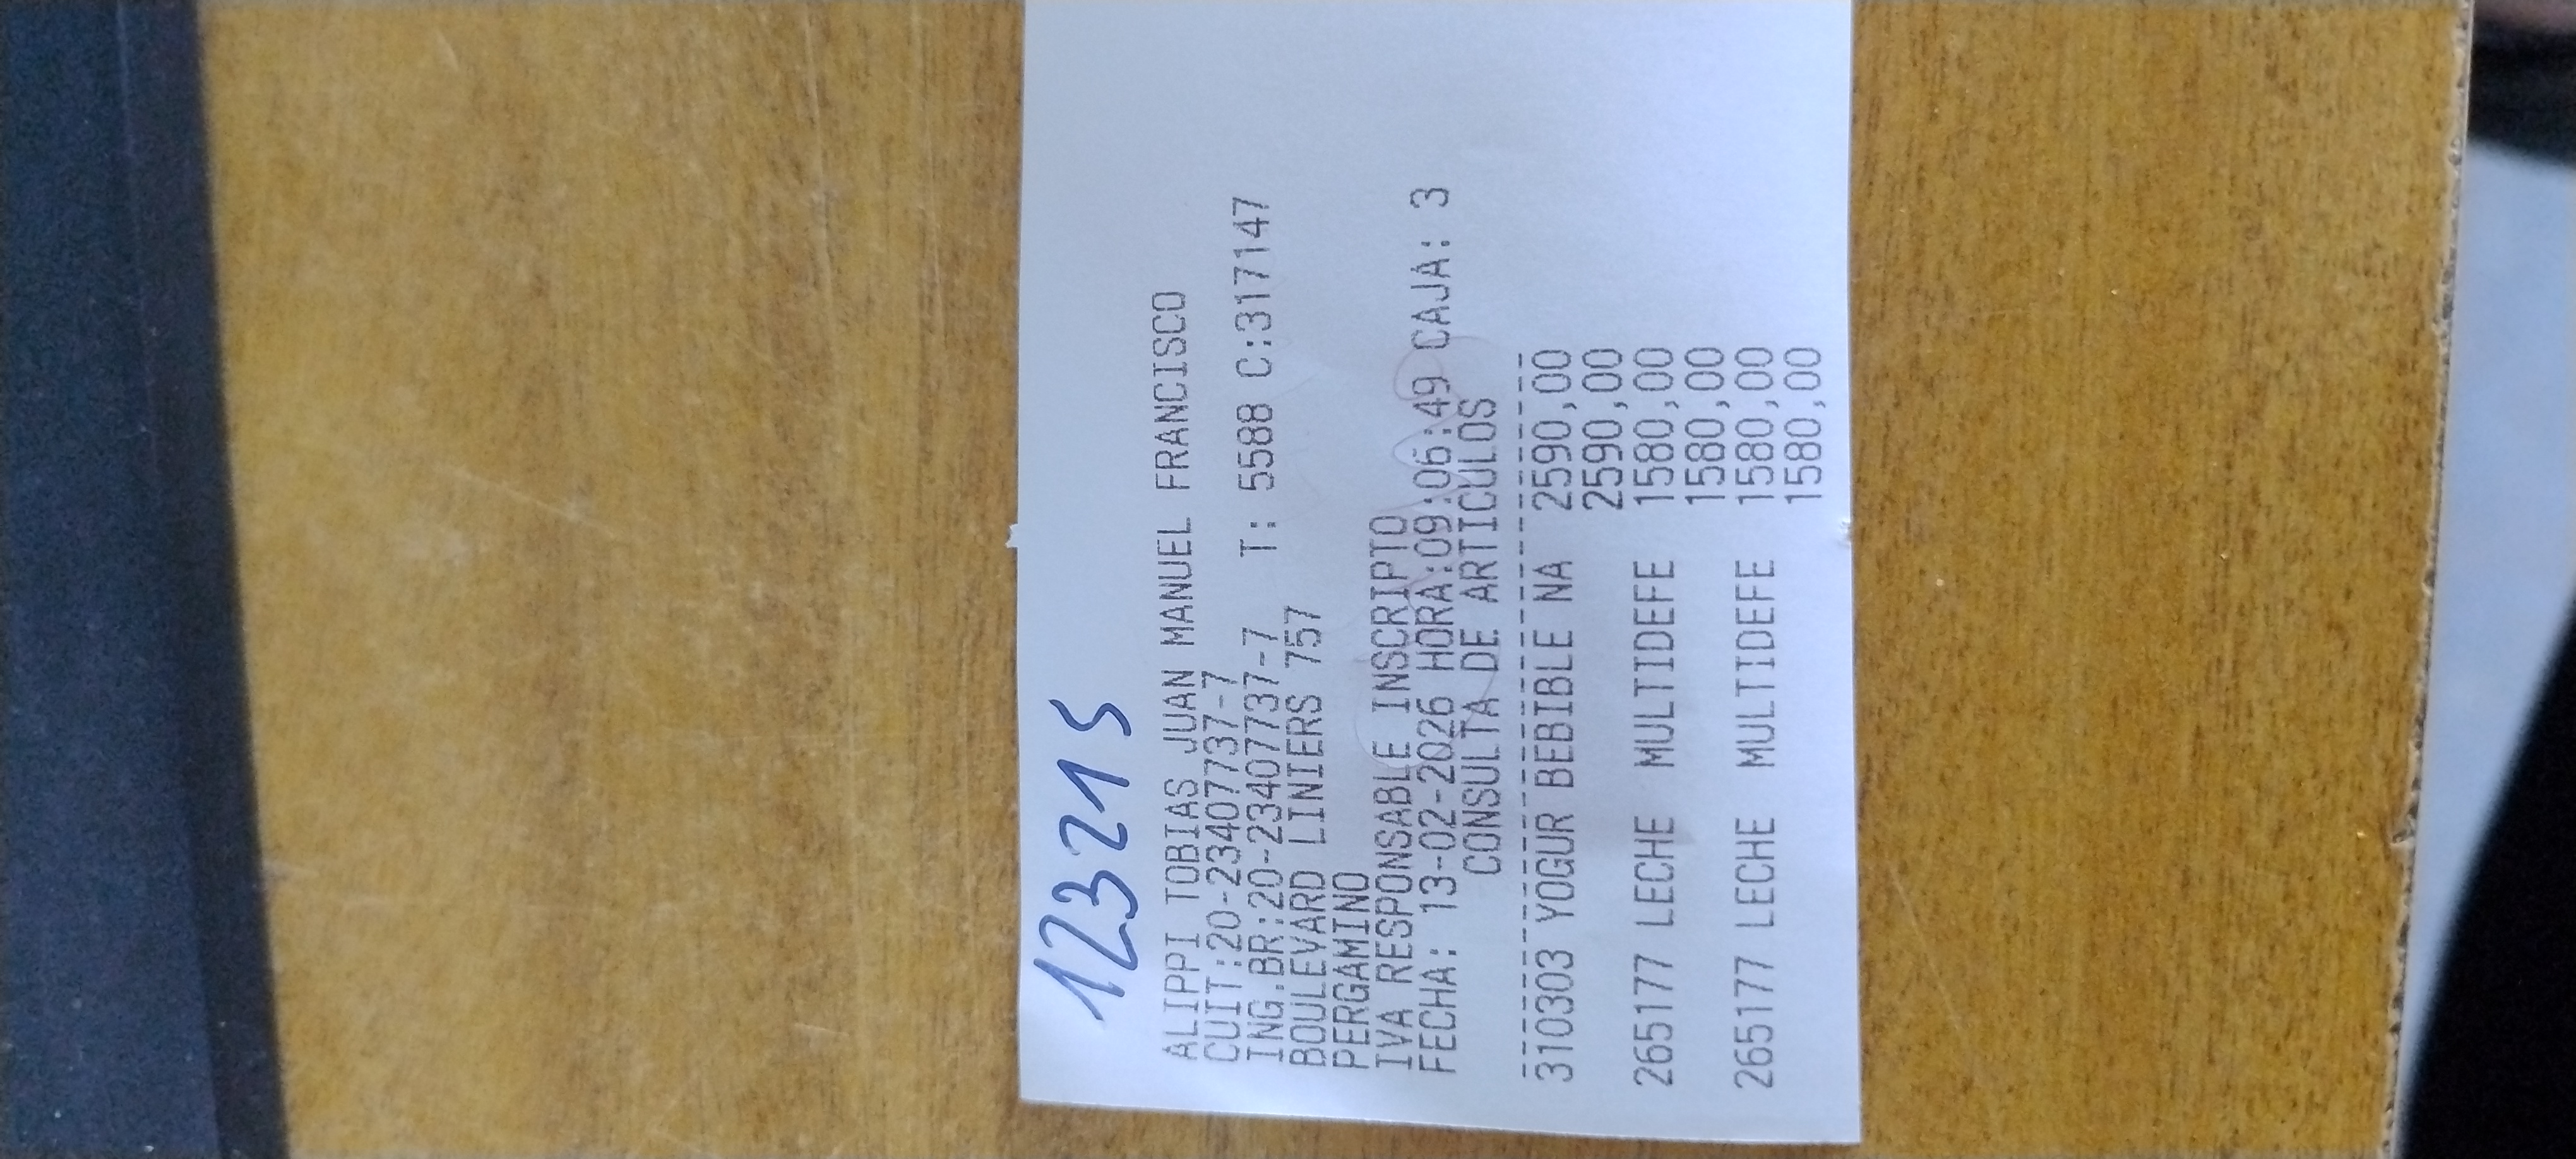 12321S
ALIPPI TOBIAS JUAN MANUEL FRANCISCO
CUIT:20-23407737-7
ING.BR:20-23407737-7 T: 5588 C:317147
BOULEVARD LINIERS 757
PERGAMINO
IVA RESPONSABLE INSCRIPTO
FECHA: 13-02-2026 HORA:09:06:49 CAJA: 3
CONSULTA DE ARTICULOS
310303 YOGUR BEBIBLE NA 2590,00
2590,00
265177 LECHE MULTIDEFE 1580,00
1580,00
265177 LECHE MULTIDEFE 1580,00
1580,00